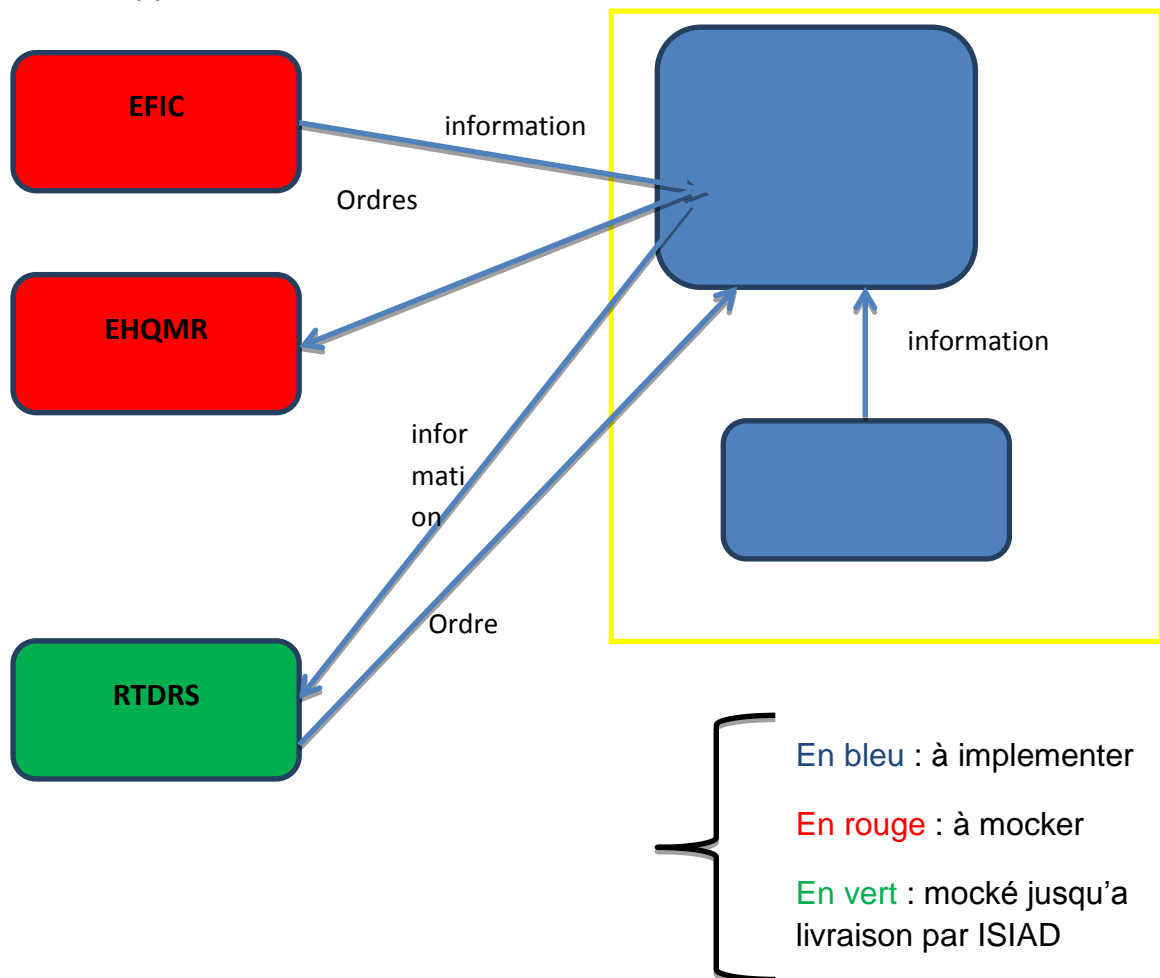 EFIC
information
Ordres
EHQMR
information
infor
mati
on
Ordre
RTDRS
En bleu : à implementer
En rouge : à mocker
En vert : mocké jusqu’a
livraison par ISIAD